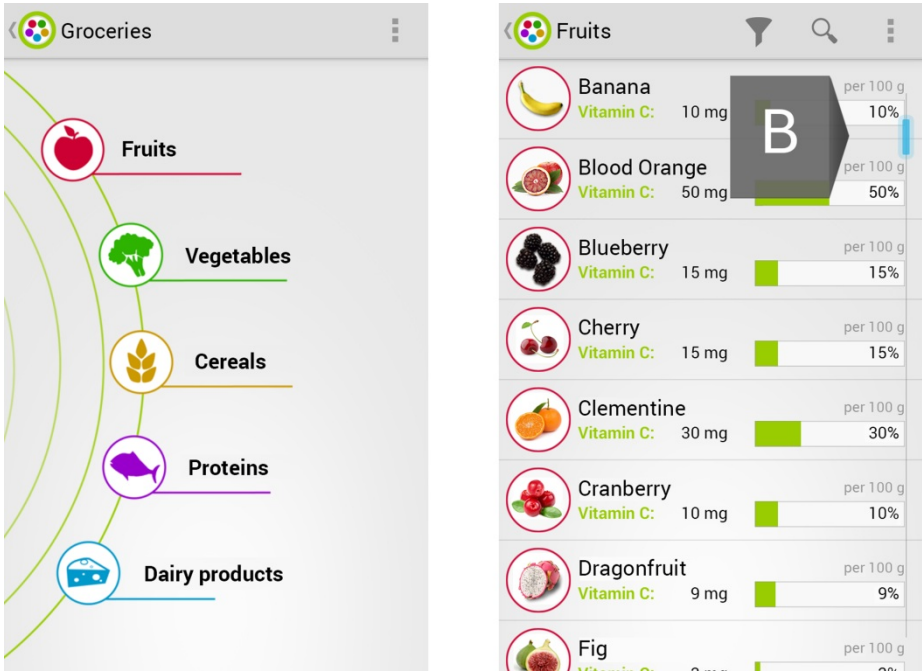 Groceries
Fruits
Vegetables
Cereals
Proteins
Dairy products
Fruits
Banana
per 100 g
Vitamin C: 10 mg 10%
B
Blood Orange
per 100 g
Vitamin C: 50 mg 50%
Blueberry
per 100 g
Vitamin C: 15 mg 15%
Cherry
per 100 g
Vitamin C: 15 mg 15%
Clementine
per 100 g
Vitamin C: 30 mg 30%
Cranberry
per 100 g
Vitamin C: 10 mg 10%
Dragonfruit
per 100 g
Vitamin C: 9 mg 9%
Fig
per 100 g